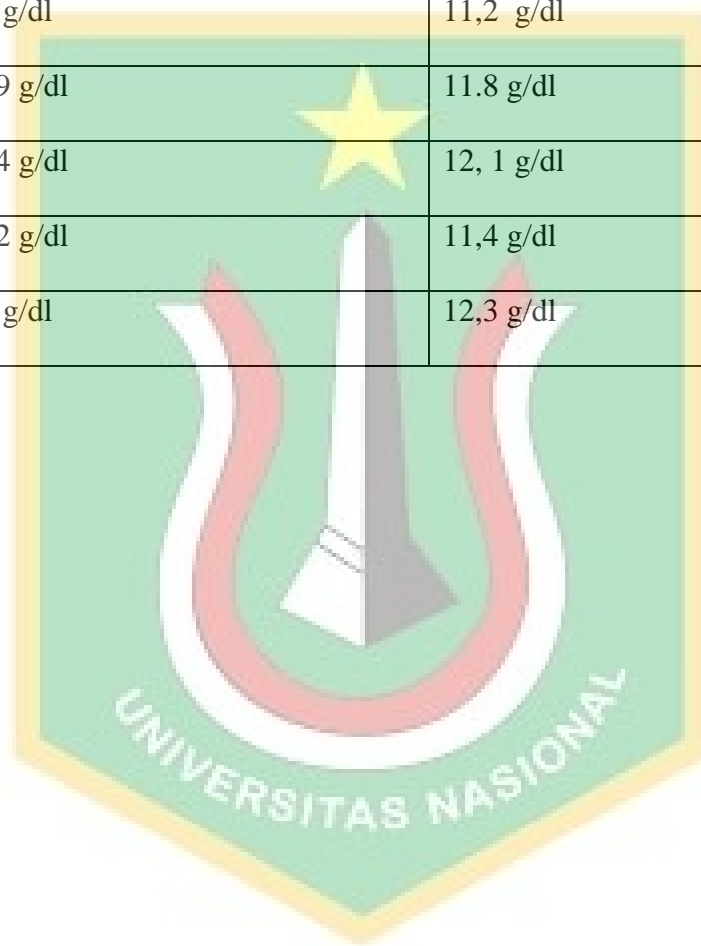 g/dl 11,2 g/dl
9 g/dl 11.8 g/dl
4 g/dl 12, 1 g/dl
2 g/dl 11,4 g/dl
g/dl 12,3 g/dl
UNIVERSITAS NASIONAL